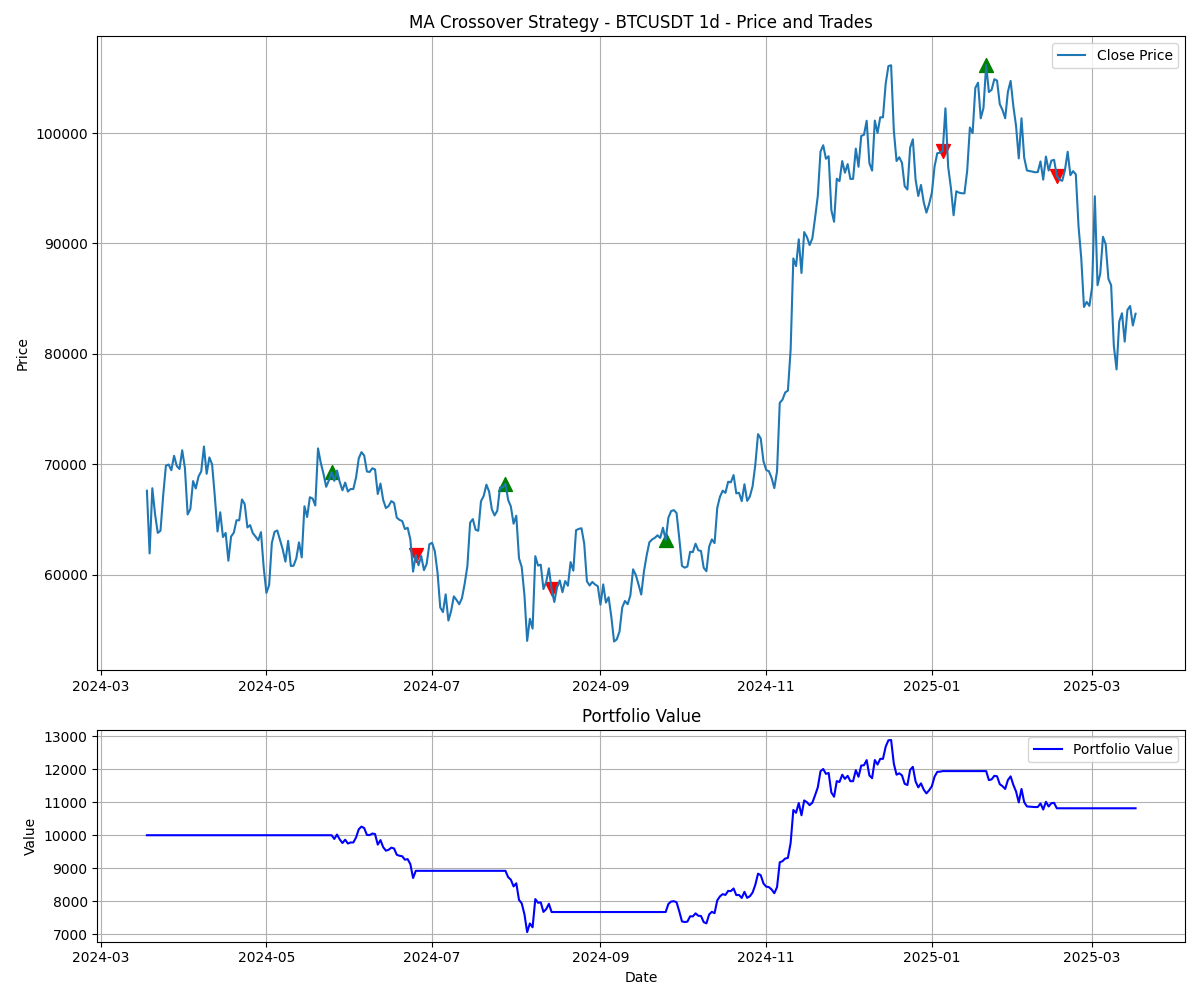 MA Crossover Strategy - BTCUSDT 1d - Price and Trades
Close Price
100000
90000
80000
70000
60000
Price
2024-03 2024-05 2024-07 2024-09 2024-11 2025-01 2025-03
Portfolio Value
Portfolio Value
13000
12000
11000
10000
9000
8000
7000
Value
2024-03 2024-05 2024-07 2024-09 2024-11 2025-01 2025-03
Date